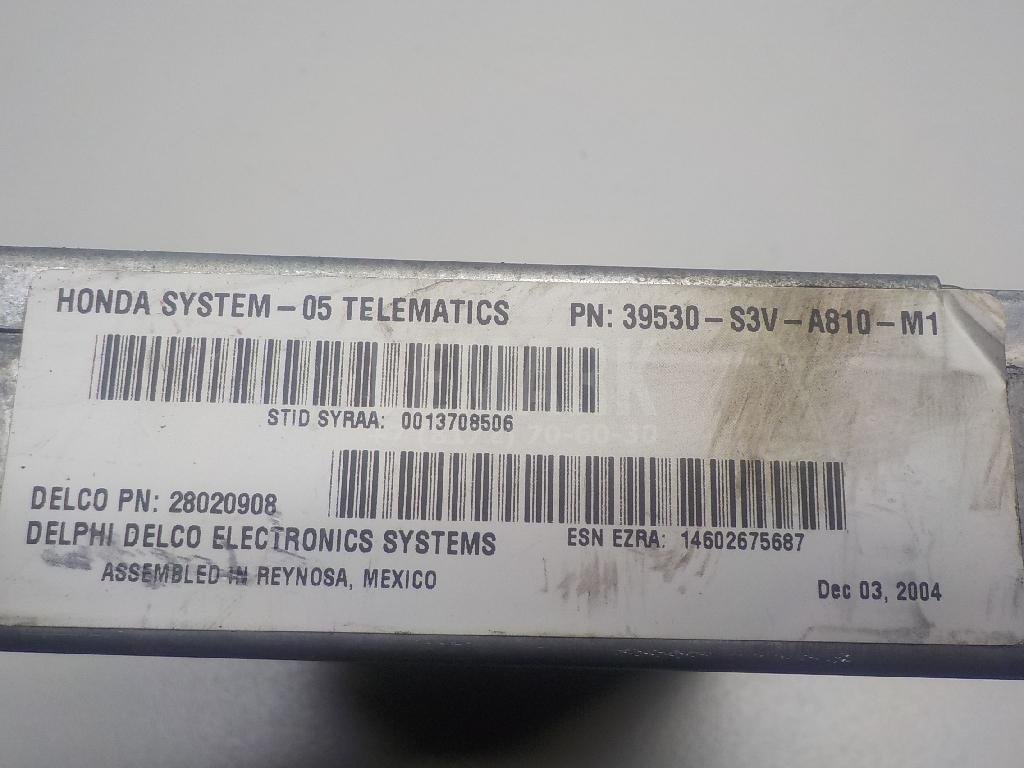 HONDA SYSTEM-05 TELEMATICS PN: 39530-S3V-A810-M1
STID SYRAA: 0013708506
DELCO PN: 28020908
DELPHI DELCO ELECTRONICS SYSTEMS
ESN EZRA: 14602675687
ASSEMBLED IN REYNOSA, MEXICO
Dec 03, 2004